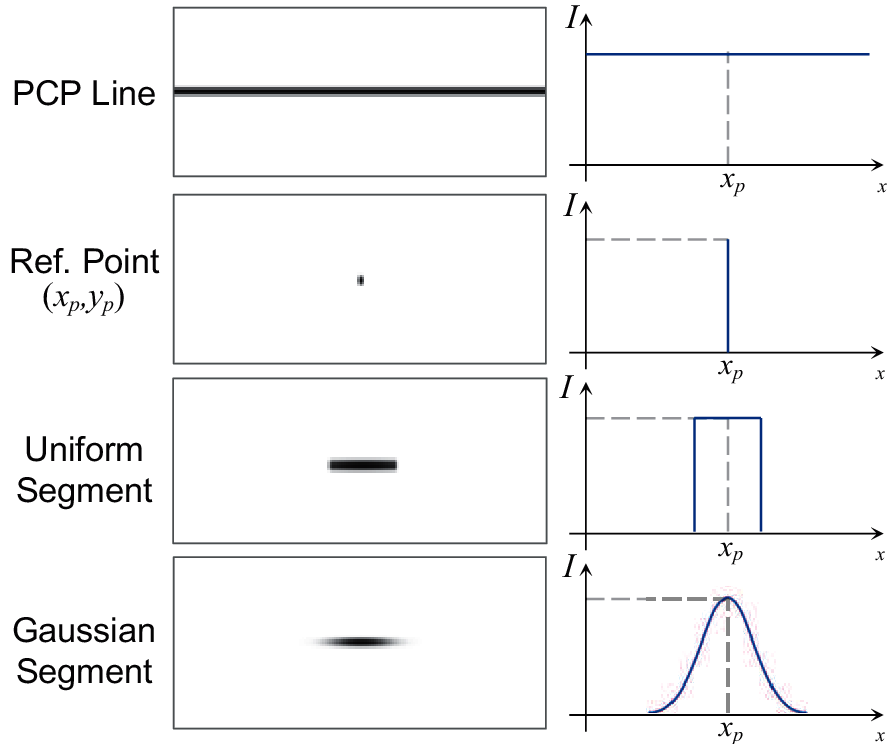 PCP Line
I
x_p
x
Ref. Point
(x_p,y_p)
I
x_p
x
Uniform
Segment
I
x_p
x
Gaussian
Segment
I
x_p
x